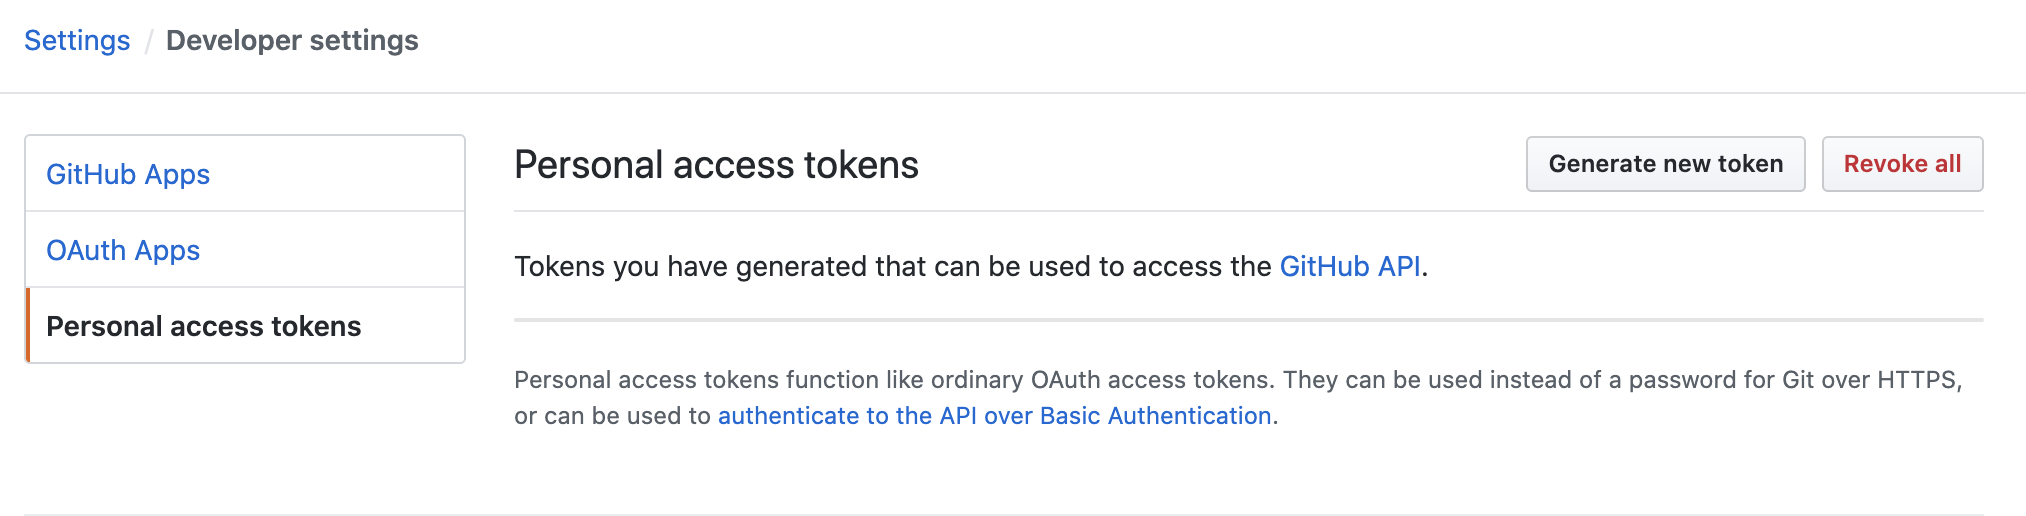 Settings / Developer settings
GitHub Apps
OAuth Apps
Personal access tokens
Personal access tokens
Generate new token
Revoke all
Tokens you have generated that can be used to access the GitHub API.
Personal access tokens function like ordinary OAuth access tokens. They can be used instead of a password for Git over HTTPS,
or can be used to authenticate to the API over Basic Authentication.